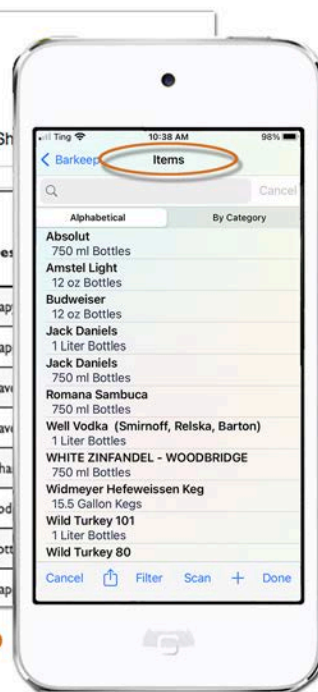 Ting 10:38 AM 98%
Barkeep Items
Cancel
Alphabetical By Category
Absolut
750 ml Bottles
Amstel Light
12 oz Bottles
Budweiser
12 oz Bottles
Jack Daniels
1 Liter Bottles
Jack Daniels
750 ml Bottles
Romana Sambuca
750 ml Bottles
Well Vodka (Smirnoff, Relska, Barton)
1 Liter Bottles
WHITE ZINFANDEL - WOODBRIDGE
750 ml Bottles
Widmeyer Hefeweissen Keg
15.5 Gallon Kegs
Wild Turkey 101
1 Liter Bottles
Wild Turkey 80
Cancel Filter Scan + Done